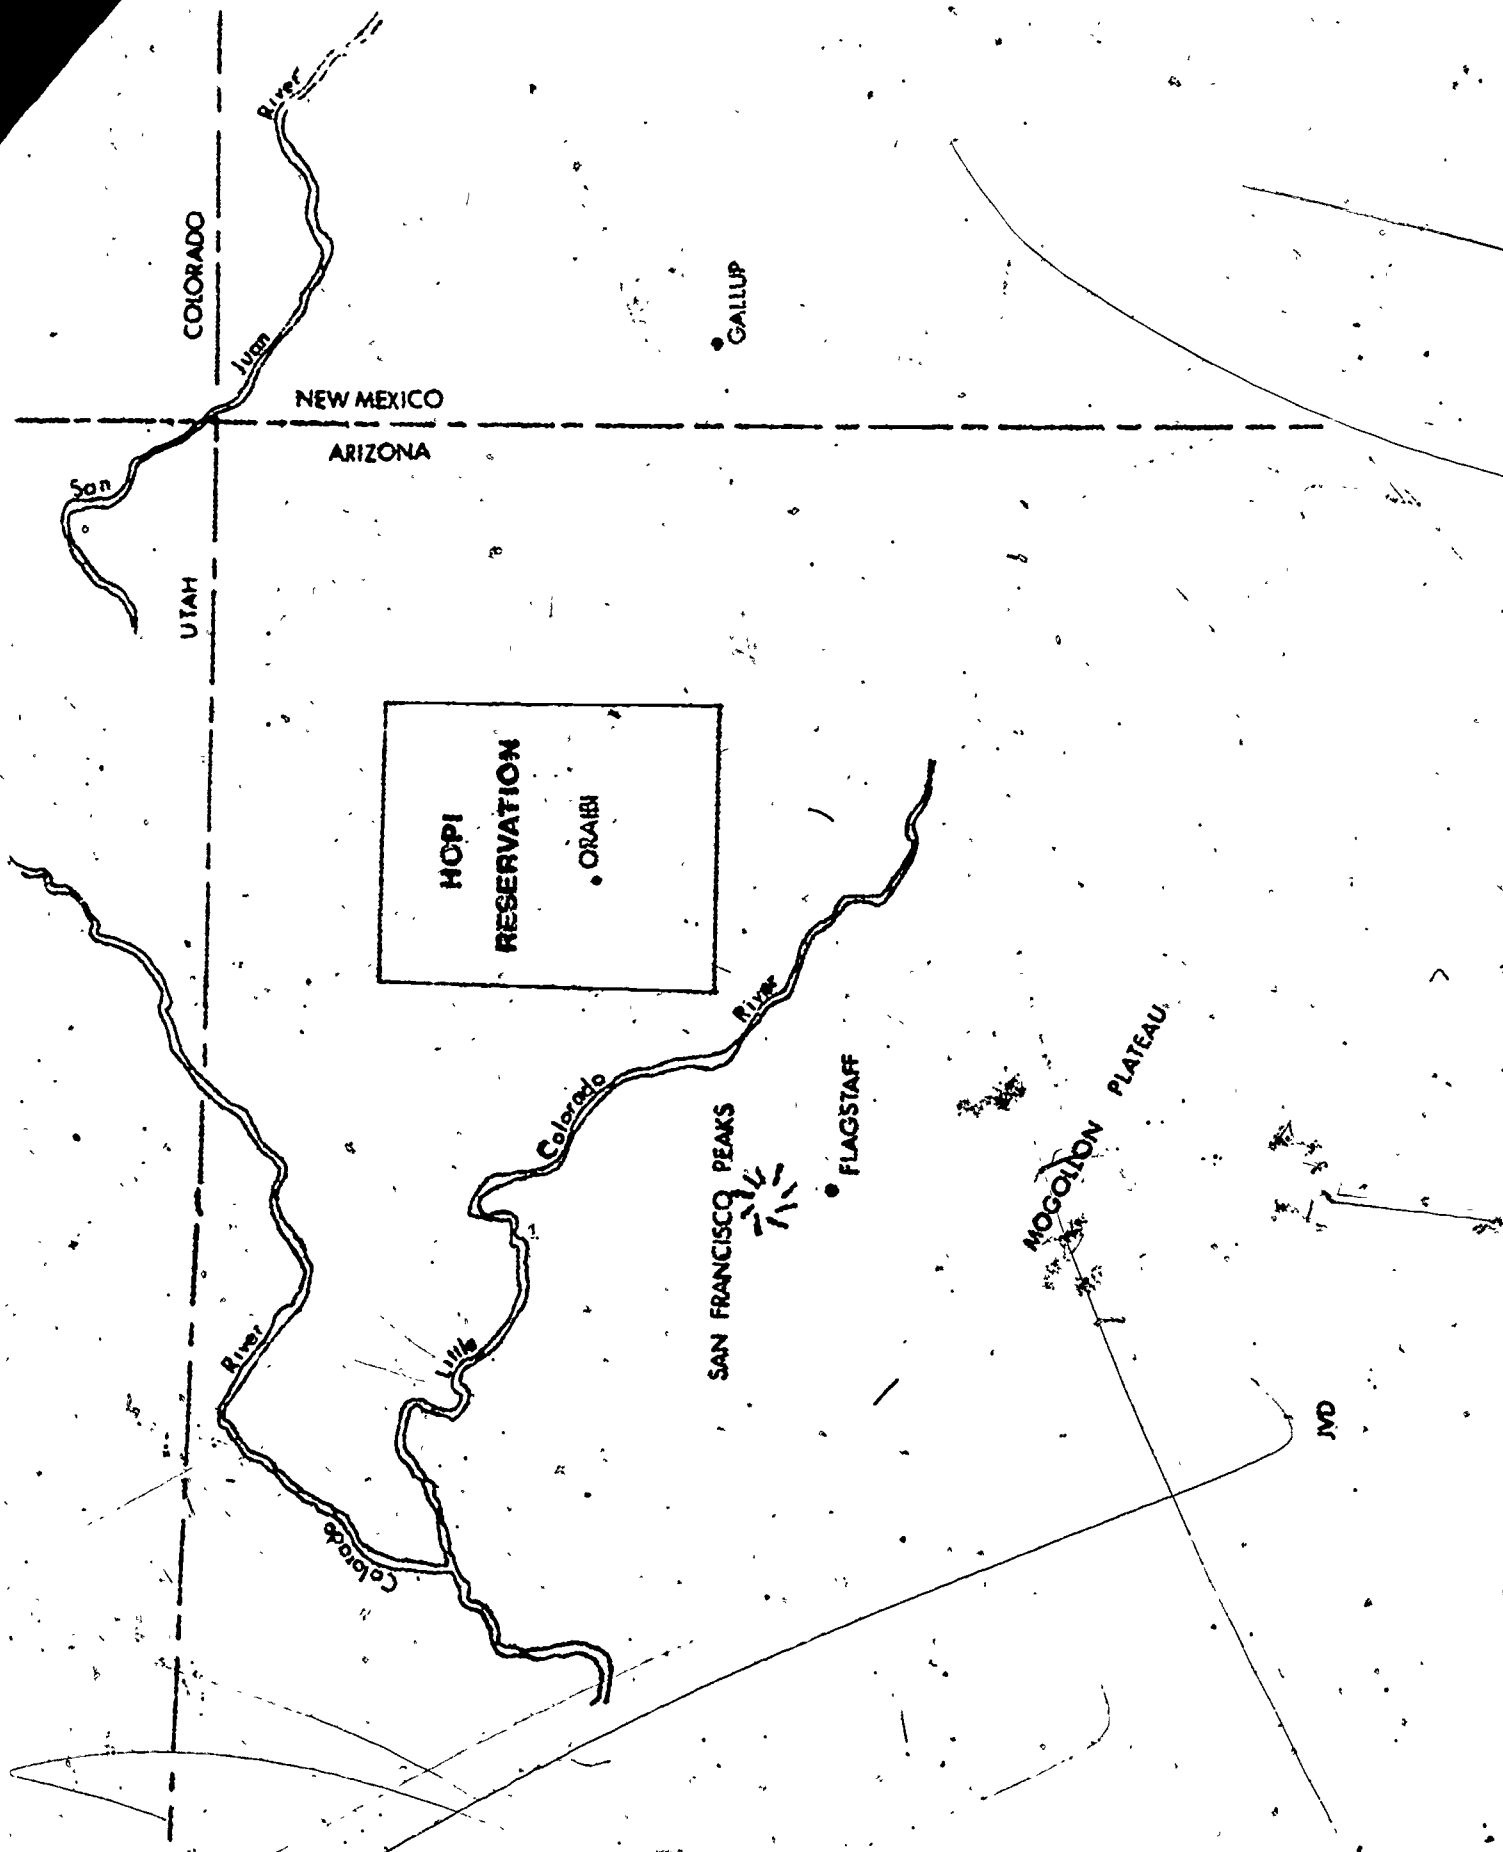 COLORADO
San Juan River
NEW MEXICO
ARIZONA
UTAH
GALLUP
HOPI
RESERVATION
ORAIBI
Colorado River
Little Colorado River
SAN FRANCISCO PEAKS
FLAGSTAFF
MOGOLLON PLATEAU
JVD